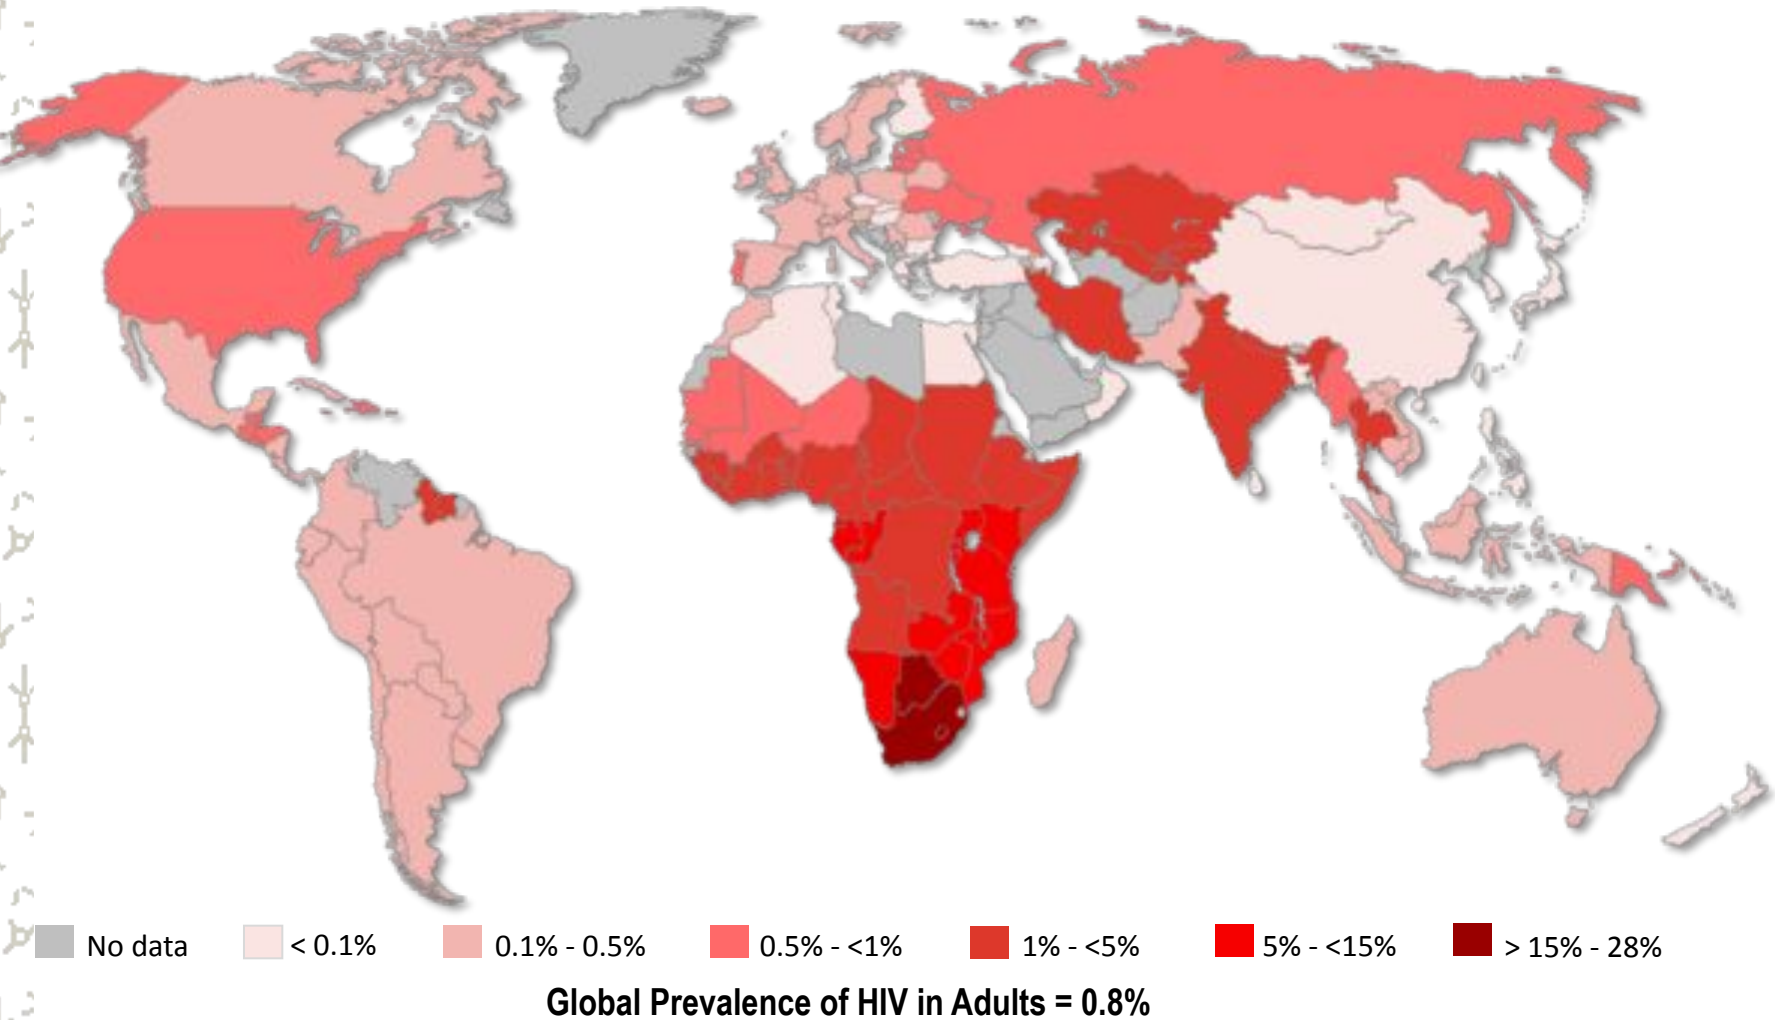 No data < 0.1% 0.1% - 0.5% 0.5% - <1% 1% - <5% 5% - <15% > 15% - 28%
Global Prevalence of HIV in Adults = 0.8%